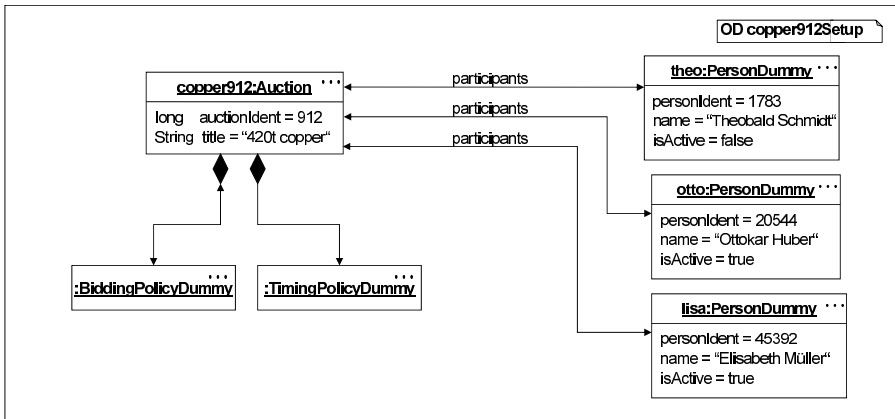 OD copper912Setup
copper912:Auction ...
long auctionIdent = 912
String title = “420t copper“
participants
participants
participants
theo:PersonDummy ...
personIdent = 1783
name = “Theobald Schmidt“
isActive = false
otto:PersonDummy ...
personIdent = 20544
name = “Ottokar Huber“
isActive = true
:BiddingPolicyDummy ...
:TimingPolicyDummy ...
lisa:PersonDummy ...
personIdent = 45392
name = “Elisabeth Müller“
isActive = true